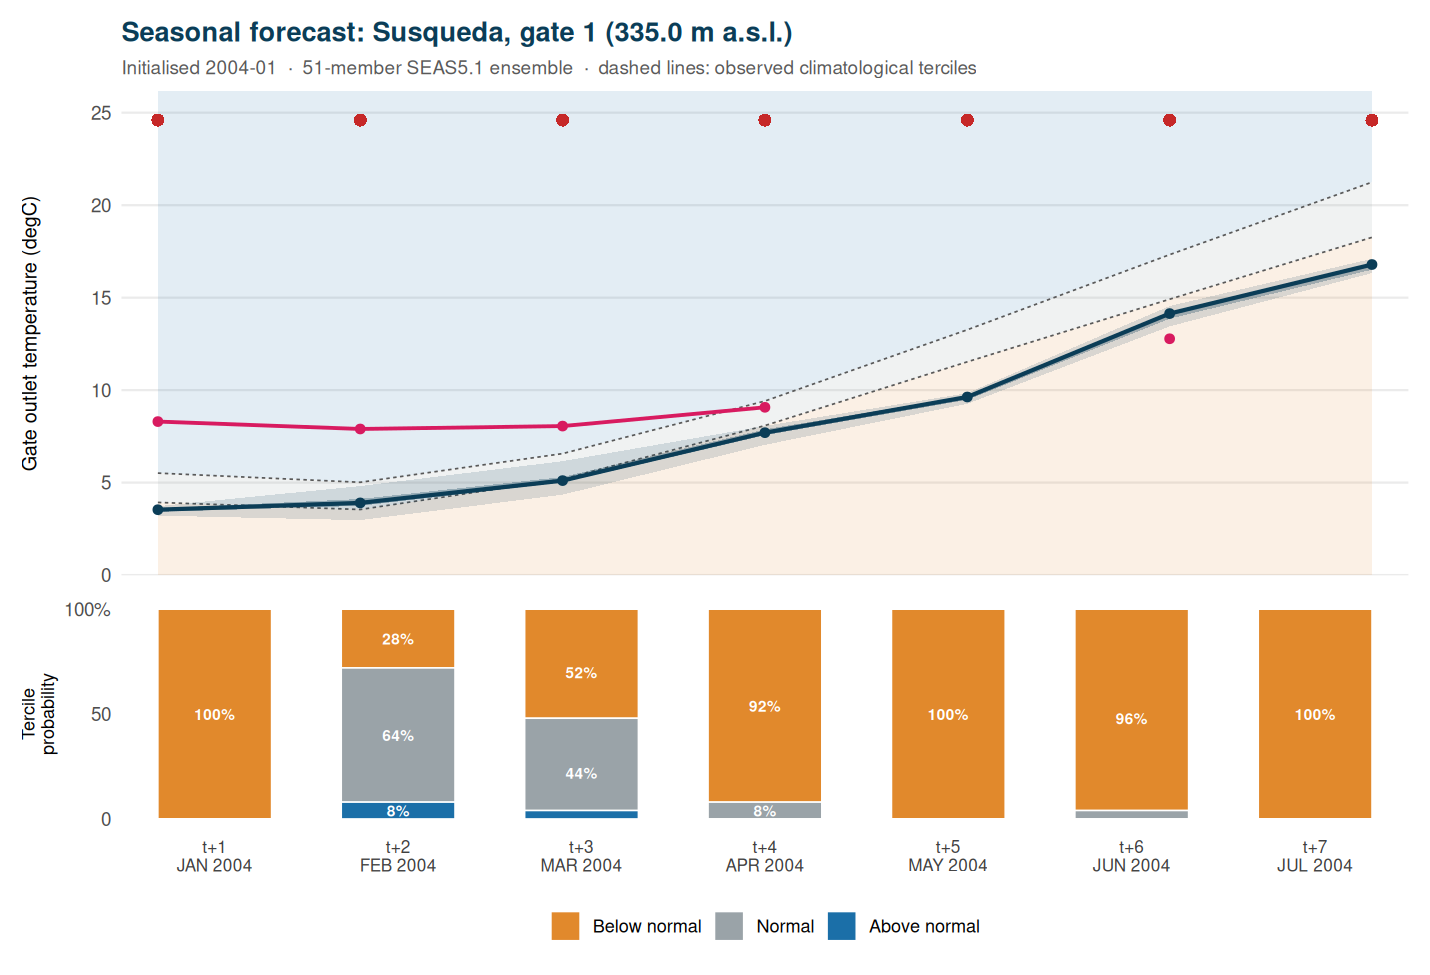 Seasonal forecast: Susqueda, gate 1 (335.0 m a.s.l.)
Initialised 2004-01 · 51-member SEAS5.1 ensemble · dashed lines: observed climatological terciles
Gate outlet temperature (degC)
25
20
15
10
5
0
Tercile
probability
100%
50
0
100%
28%
64%
8%
52%
44%
92%
8%
100%
96%
100%
t+1
JAN 2004
t+2
FEB 2004
t+3
MAR 2004
t+4
APR 2004
t+5
MAY 2004
t+6
JUN 2004
t+7
JUL 2004
Below normal
Normal
Above normal